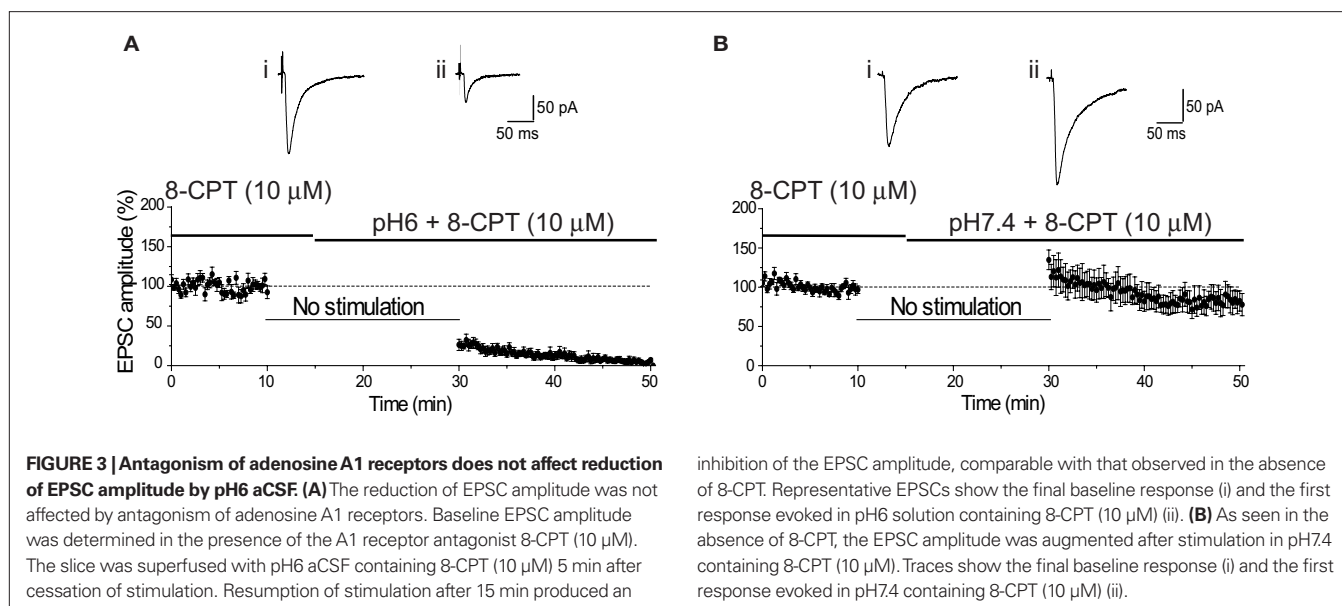 A
i
ii
50 pA
50 ms
8-CPT (10 µM)
pH6 + 8-CPT (10 µM)
EPSC amplitude (%)
200
150
100
50
0
No stimulation
0
10
20
30
40
50
Time (min)
B
i
ii
50 pA
50 ms
8-CPT (10 µM)
pH7.4 + 8-CPT (10 µM)
200
150
100
50
0
No stimulation
0
10
20
30
40
50
Time (min)
FIGURE 3 | Antagonism of adenosine A1 receptors does not affect reduction
of EPSC amplitude by pH6 aCSF. (A) The reduction of EPSC amplitude was not
affected by antagonism of adenosine A1 receptors. Baseline EPSC amplitude
was determined in the presence of the A1 receptor antagonist 8-CPT (10 µM).
The slice was superfused with pH6 aCSF containing 8-CPT (10 µM) 5 min after
cessation of stimulation. Resumption of stimulation after 15 min produced an
inhibition of the EPSC amplitude, comparable with that observed in the absence
of 8-CPT. Representative EPSCs show the final baseline response (i) and the first
response evoked in pH6 solution containing 8-CPT (10 µM) (ii). (B) As seen in the
absence of 8-CPT, the EPSC amplitude was augmented after stimulation in pH7.4
containing 8-CPT (10 µM). Traces show the final baseline response (i) and the first
response evoked in pH7.4 containing 8-CPT (10 µM) (ii).